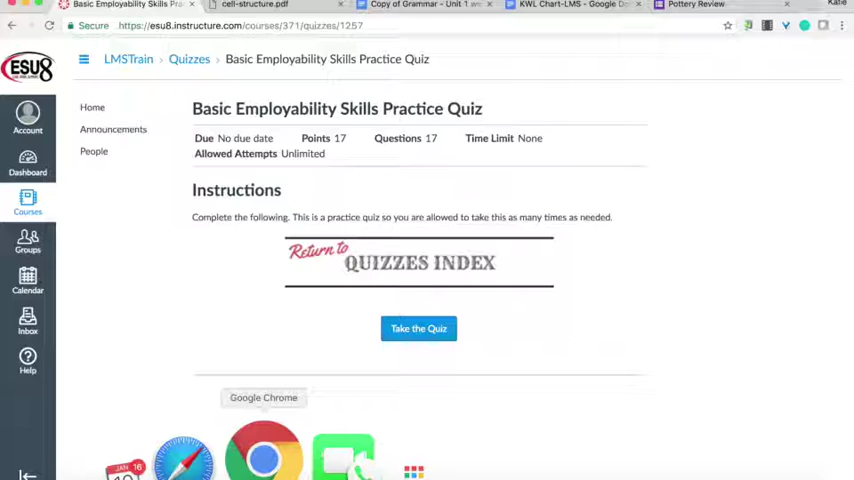 Basic Employability Skills Pra
cell-structure.pdf
Copy of Grammar - Unit 1 w
KWL Chart-LMS - Google Do
Pottery Review
Katie
Secure https://esu8.instructure.com/courses/371/quizzes/1257
ESU8
LMSTrain > Quizzes > Basic Employability Skills Practice Quiz
Account
Dashboard
Courses
Groups
Calendar
Inbox
Help
Home
Announcements
People
Basic Employability Skills Practice Quiz
Due No due date Points 17 Questions 17 Time Limit None
Allowed Attempts Unlimited
Instructions
Complete the following. This is a practice quiz so you are allowed to take this as many times as needed.
Return to
QUIZZES INDEX
Take the Quiz
Google Chrome
JAN 16